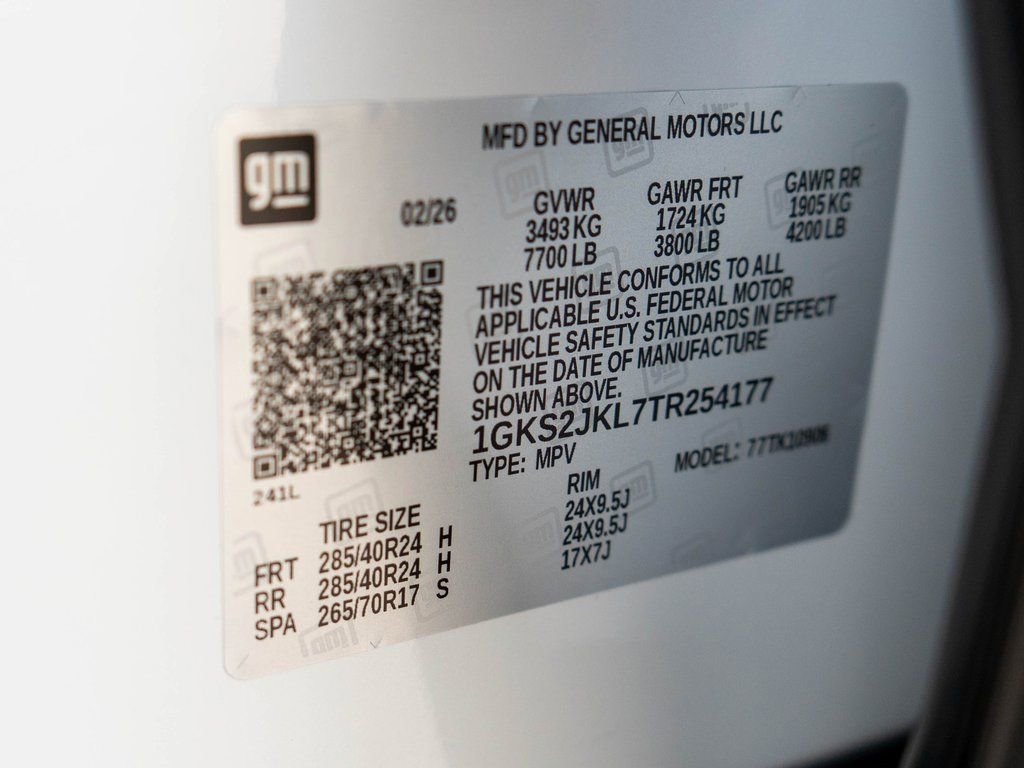 gm
MFD BY GENERAL MOTORS LLC
02/26
GVWR
3493 KG
7700 LB
GAWR FRT
1724 KG
3800 LB
GAWR RR
1905 KG
4200 LB
THIS VEHICLE CONFORMS TO ALL
APPLICABLE U.S. FEDERAL MOTOR
VEHICLE SAFETY STANDARDS IN EFFECT
ON THE DATE OF MANUFACTURE
SHOWN ABOVE.
1GKS2JKL7TR254177
TYPE: MPV
MODEL: 77TK10906
241L
TIRE SIZE
RIM
FRT 285/40R24 H 24X9.5J
RR 285/40R24 H 24X9.5J
SPA 265/70R17 S 17X7J